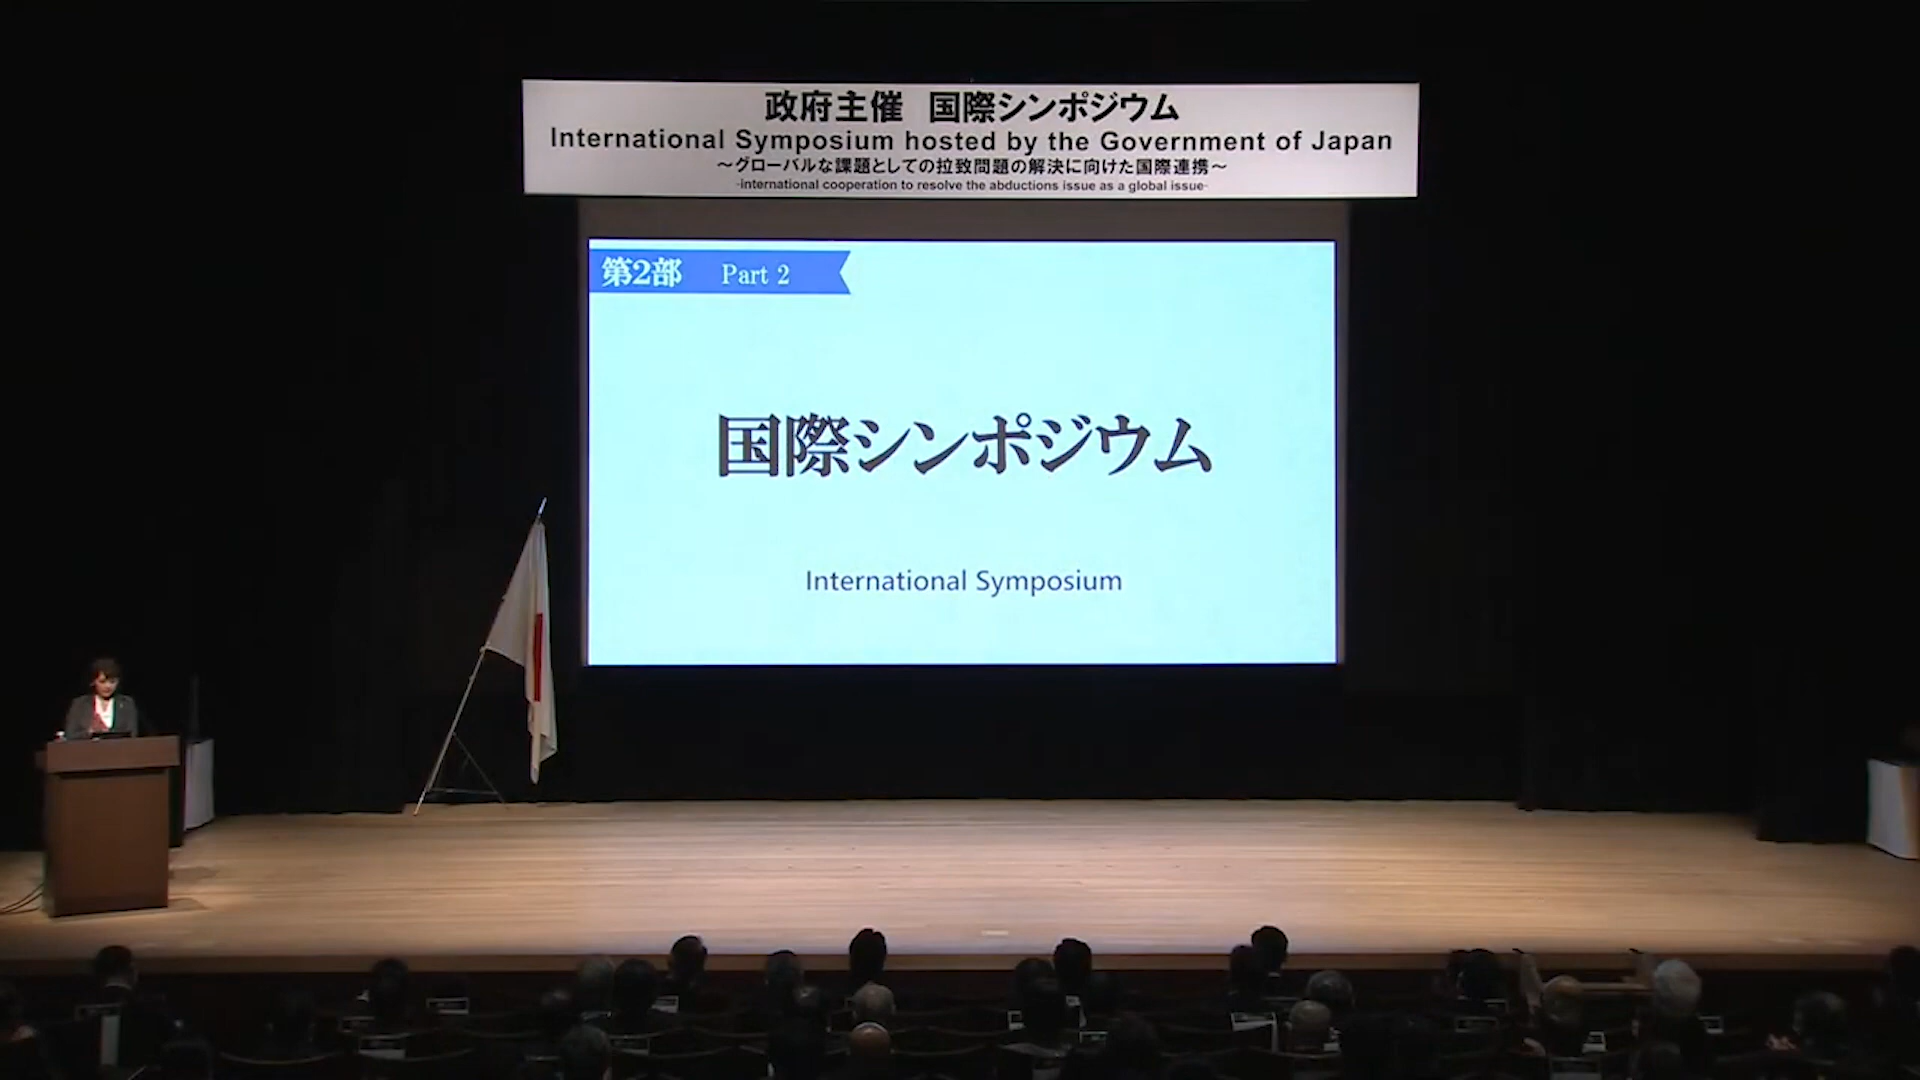 政府主催 国際シンポジウム
International Symposium hosted by the Government of Japan
～グローバルな課題としての拉致問題の解決に向けた国際連携～
-international cooperation to resolve the abductions issue as a global issue-
第2部 Part 2
国際シンポジウム
International Symposium